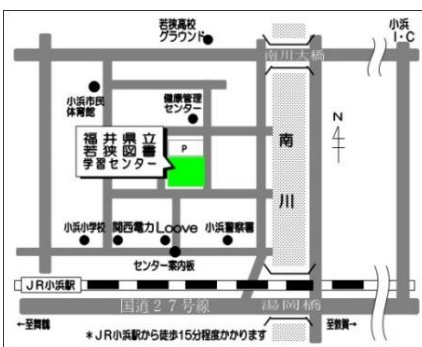 若狭高校
グラウンド
小浜
I・C
南川大橋
小浜市民
体育館
健康管理
センター
N
福井県立
若狭図書
学習センター
P
南
川
小浜小学校
関西電力
Loove
小浜警察署
センター案内板
JR小浜駅
国道27号線
湯岡橋
←至舞鶴
至敦賀→
*JR小浜駅から徒歩15分程度かかります